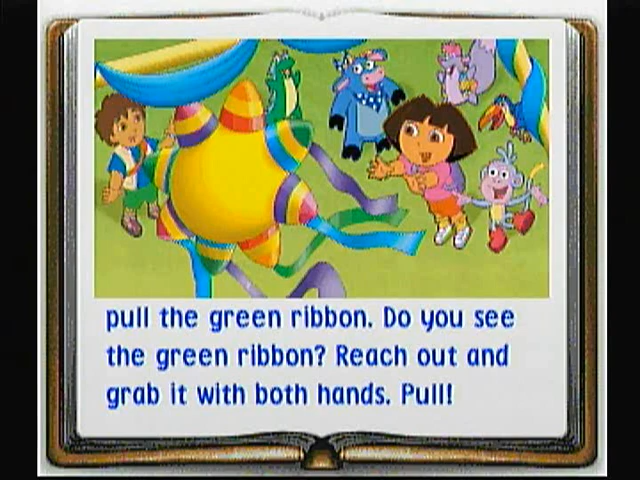 pull the green ribbon. Do you see
the green ribbon? Reach out and
grab it with both hands. Pull!